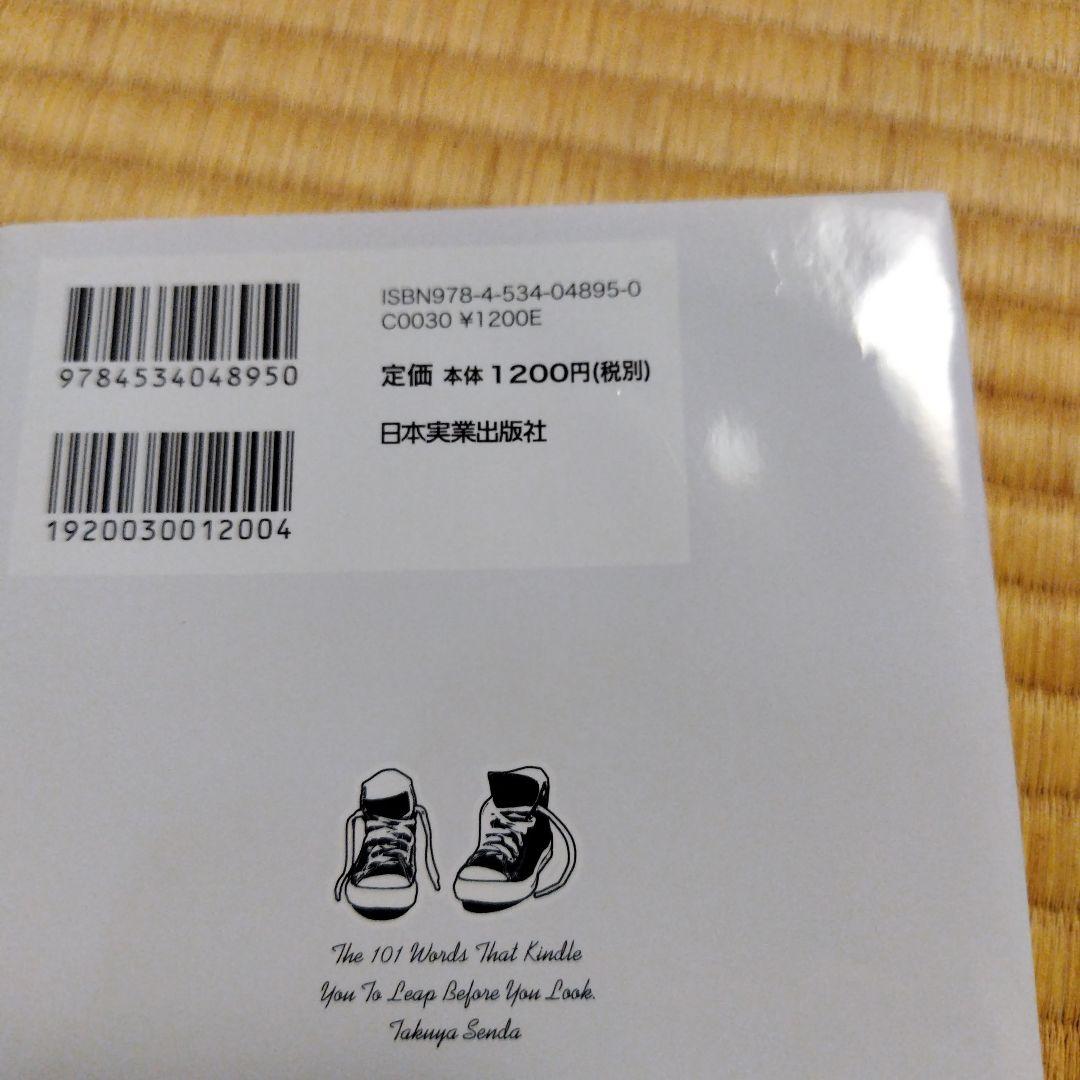 9784534048950
1920030012004
ISBN978-4-534-04895-0
C0030 ¥1200E
定価 本体1200円(税別)
日本実業出版社
The 101 Words That Kindle
You To Leap Before You Look.
Takuya Senda